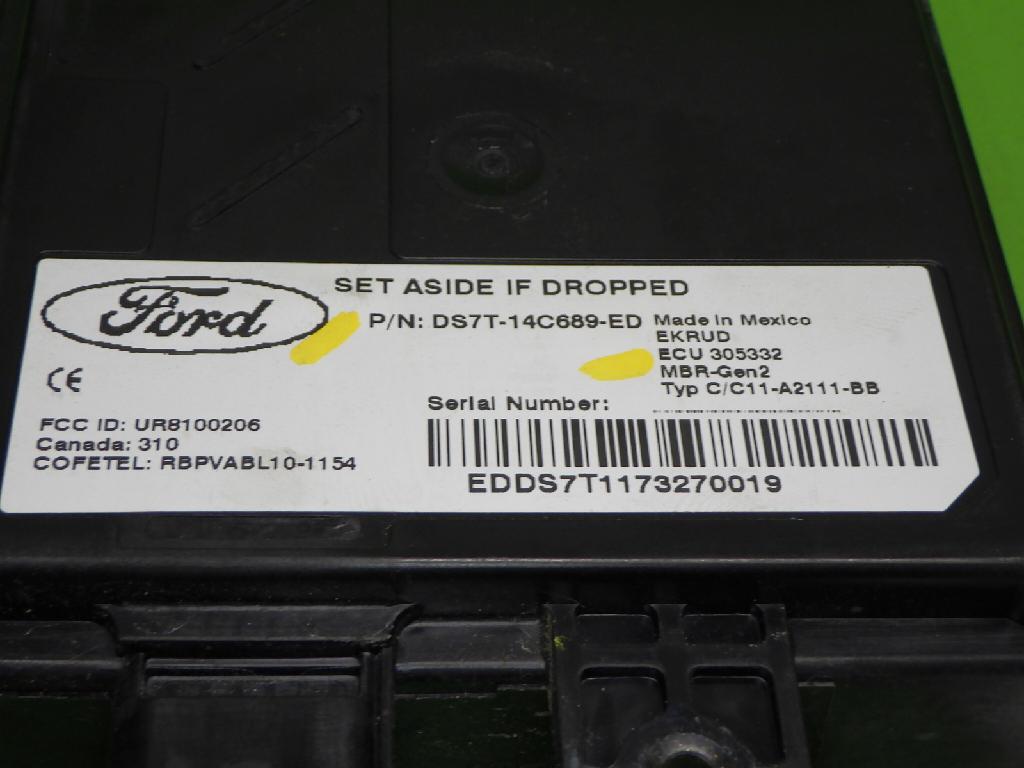 Ford
SET ASIDE IF DROPPED
P/N: DS7T-14C689-ED
Made in Mexico
EKRUD
ECU 305332
MBR-Gen2
Typ C/C11-A2111-BB
CE
FCC ID: UR8100206
Canada: 310
COFETEL: RBPVABL10-1154
Serial Number:
EDDS7T1173270019